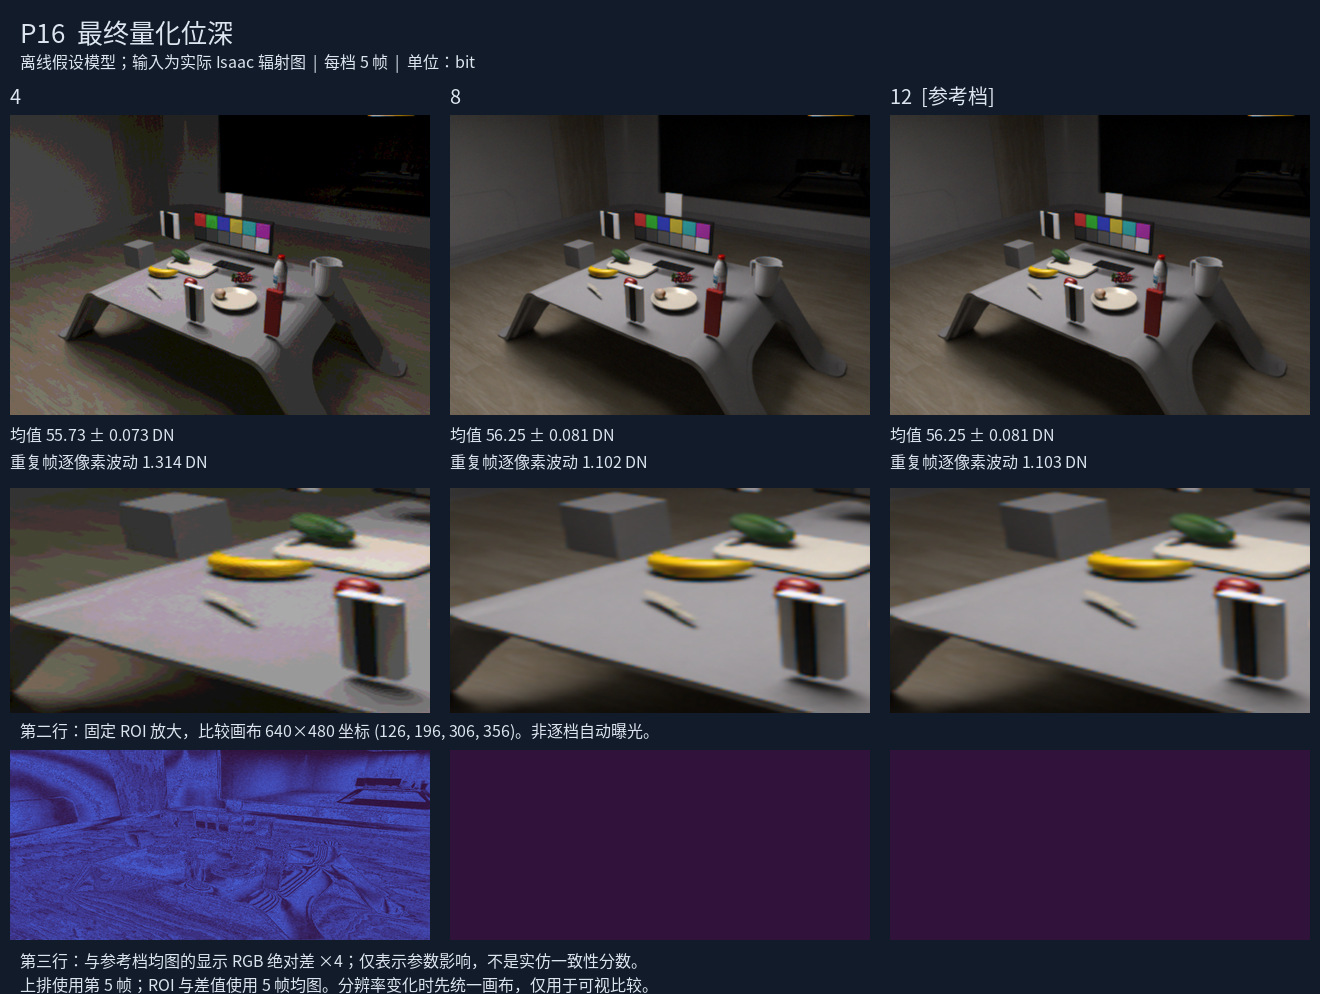 P16 最终量化位深
离线假设模型；输入为实际 Isaac 辐射图 | 每档 5 帧 | 单位：bit
4
8
12 [参考档]
均值 55.73 ± 0.073 DN
重复帧逐像素波动 1.314 DN
均值 56.25 ± 0.081 DN
重复帧逐像素波动 1.102 DN
均值 56.25 ± 0.081 DN
重复帧逐像素波动 1.103 DN
第二行：固定 ROI 放大，比较画布 640×480 坐标 (126, 196, 306, 356)。非逐档自动曝光。
第三行：与参考档均图的显示 RGB 绝对差 ×4；仅表示参数影响，不是实仿一致性分数。
上排使用第 5 帧；ROI 与差值使用 5 帧均图。分辨率变化时先统一画布，仅用于可视比较。